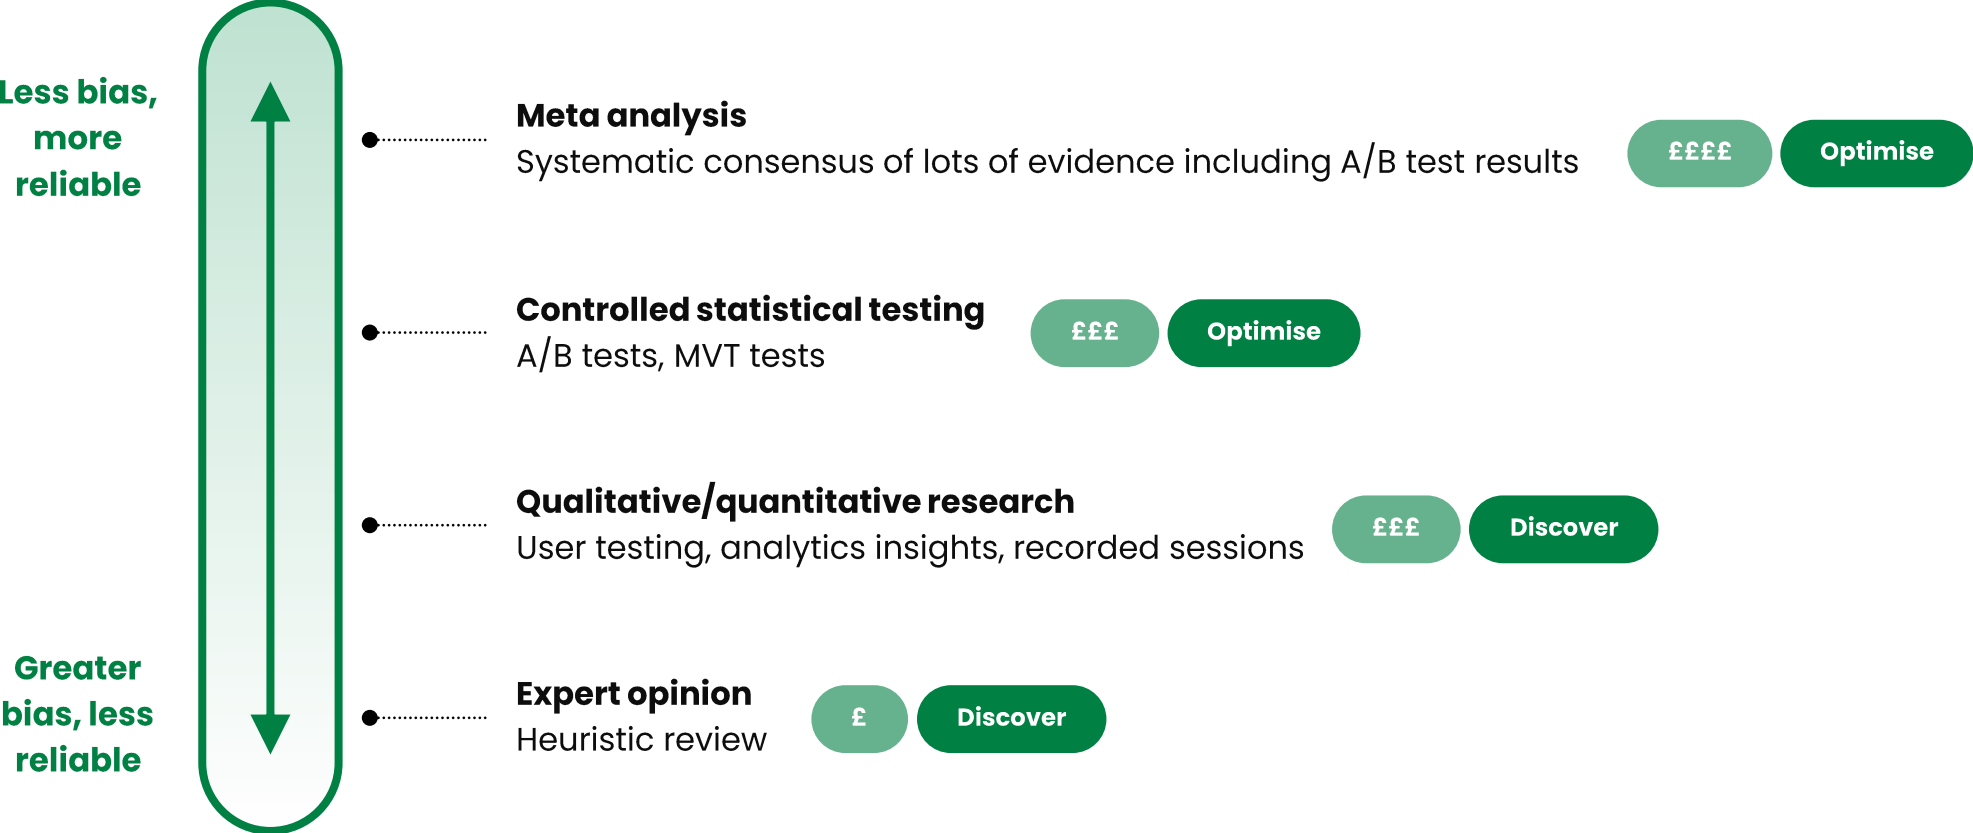 Less bias,
more
reliable
Meta analysis
Systematic consensus of lots of evidence including A/B test results
££££
Optimise
Controlled statistical testing
A/B tests, MVT tests
£££
Optimise
Qualitative/quantitative research
User testing, analytics insights, recorded sessions
£££
Discover
Greater
bias, less
reliable
Expert opinion
Heuristic review
£
Discover